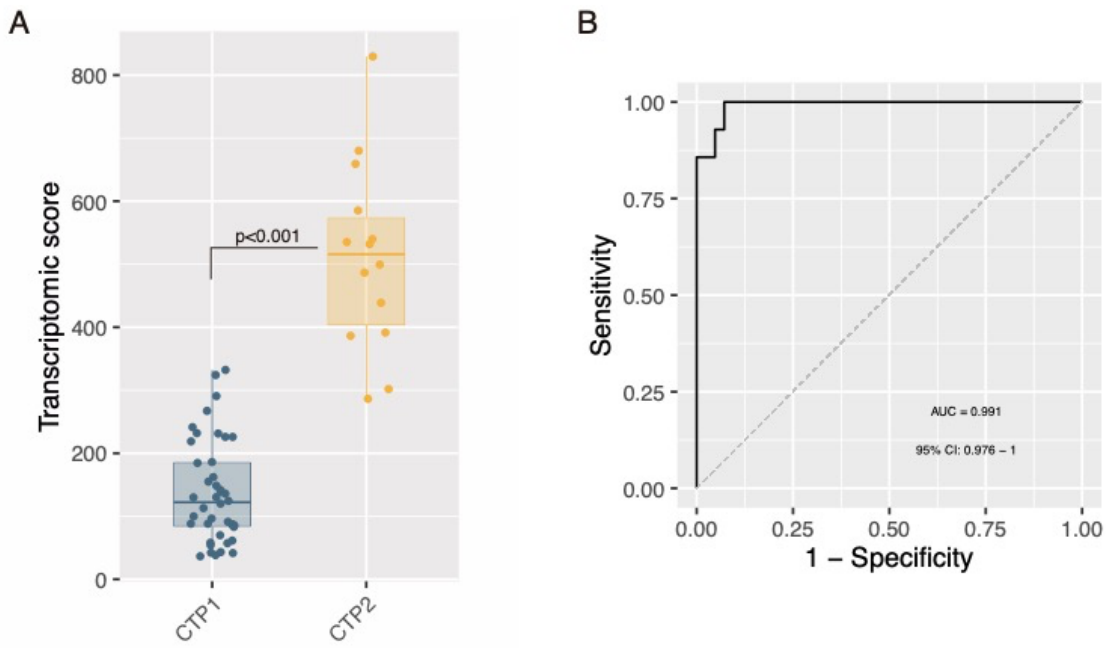 A
Transcriptomic score
800
600
400
200
0
p<0.001
CTP1
CTP2
B
Sensitivity
1.00
0.75
0.50
0.25
0.00
AUC = 0.991
95% CI: 0.976 – 1
0.00 0.25 0.50 0.75 1.00
1 – Specificity